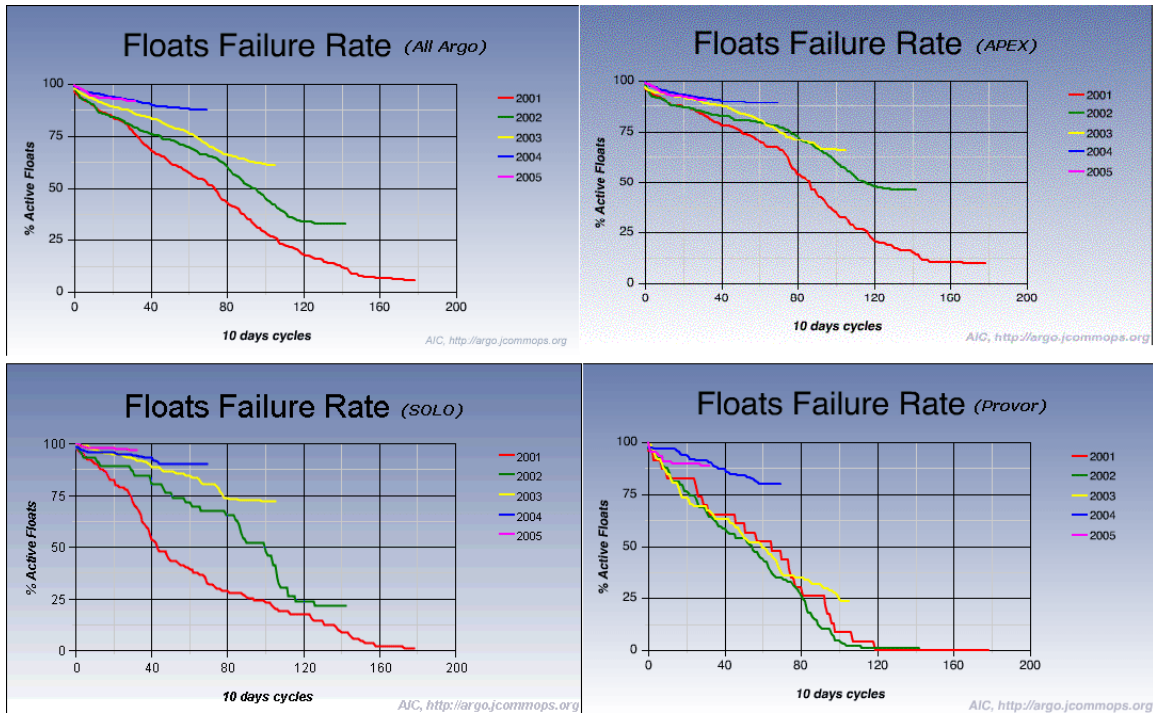 Floats Failure Rate (All Argo)
100
75
50
25
0
0 40 80 120 160 200
% Active Floats
10 days cycles
2001
2002
2003
2004
2005
AIC, http://argo.jcommops.org
Floats Failure Rate (APEX)
100
75
50
25
0
0 40 80 120 160 200
% Active Floats
10 days cycles
2001
2002
2003
2004
2005
AIC, http://argo.jcommops.org
Floats Failure Rate (SOLO)
100
75
50
25
0
0 40 80 120 160 200
% Active Floats
10 days cycles
2001
2002
2003
2004
2005
AIC, http://argo.jcommops.org
Floats Failure Rate (Provor)
100
75
50
25
0
0 40 80 120 160 200
% Active Floats
10 days cycles
2001
2002
2003
2004
2005
AIC, http://argo.jcommops.org